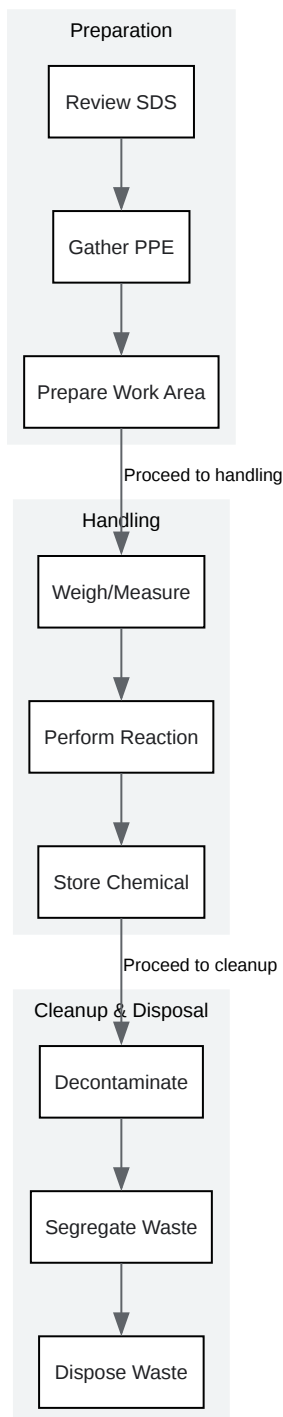 Preparation
Review SDS
Gather PPE
Prepare Work Area
Proceed to handling
Handling
Weigh/Measure
Perform Reaction
Store Chemical
Proceed to cleanup
Cleanup & Disposal
Decontaminate
Segregate Waste
Dispose Waste